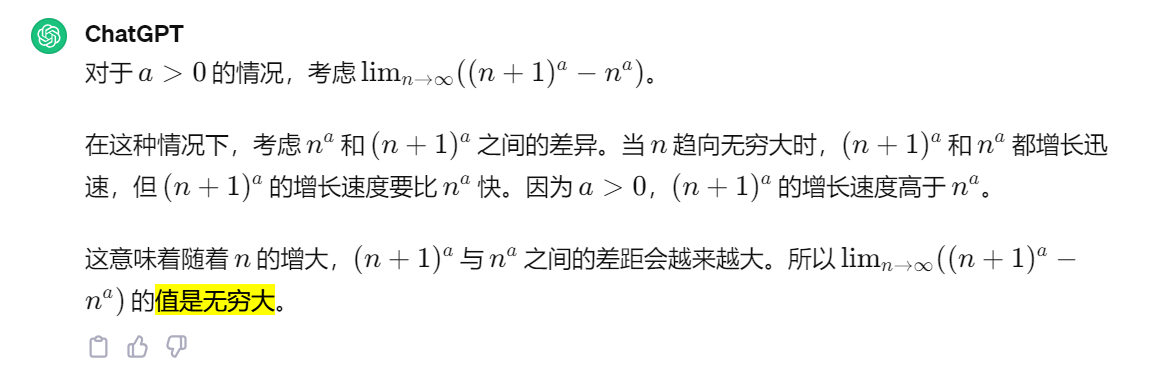 ChatGPT
对于 a > 0 的情况，考虑 lim_{n→∞}((n + 1)^a − n^a)。
在这种情况下，考虑 n^a 和 (n + 1)^a 之间的差异。当 n 趋向无穷大时，(n + 1)^a 和 n^a 都增长迅
速，但 (n + 1)^a 的增长速度要比 n^a 快。因为 a > 0，(n + 1)^a 的增长速度高于 n^a。
这意味着随着 n 的增大，(n + 1)^a 与 n^a 之间的差距会越来越大。所以 lim_{n→∞}((n + 1)^a −
n^a) 的值是无穷大。